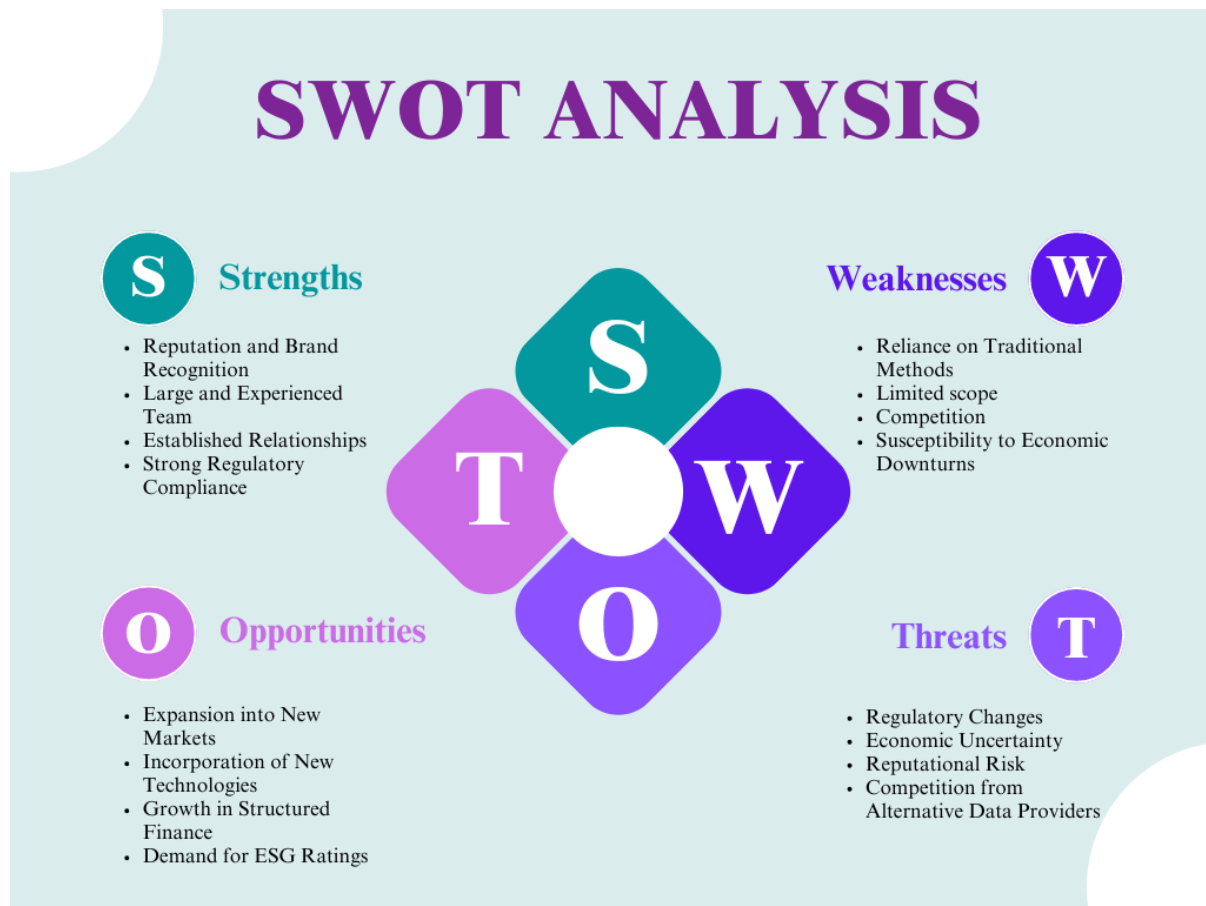 SWOT ANALYSIS
S
Strengths
• Reputation and Brand
Recognition
• Large and Experienced
Team
• Established Relationships
• Strong Regulatory
Compliance
Weaknesses
W
• Reliance on Traditional
Methods
• Limited scope
• Competition
• Susceptibility to Economic
Downturns
S
T
W
O
O
Opportunities
• Expansion into New
Markets
• Incorporation of New
Technologies
• Growth in Structured
Finance
• Demand for ESG Ratings
Threats
T
• Regulatory Changes
• Economic Uncertainty
• Reputational Risk
• Competition from
Alternative Data Providers